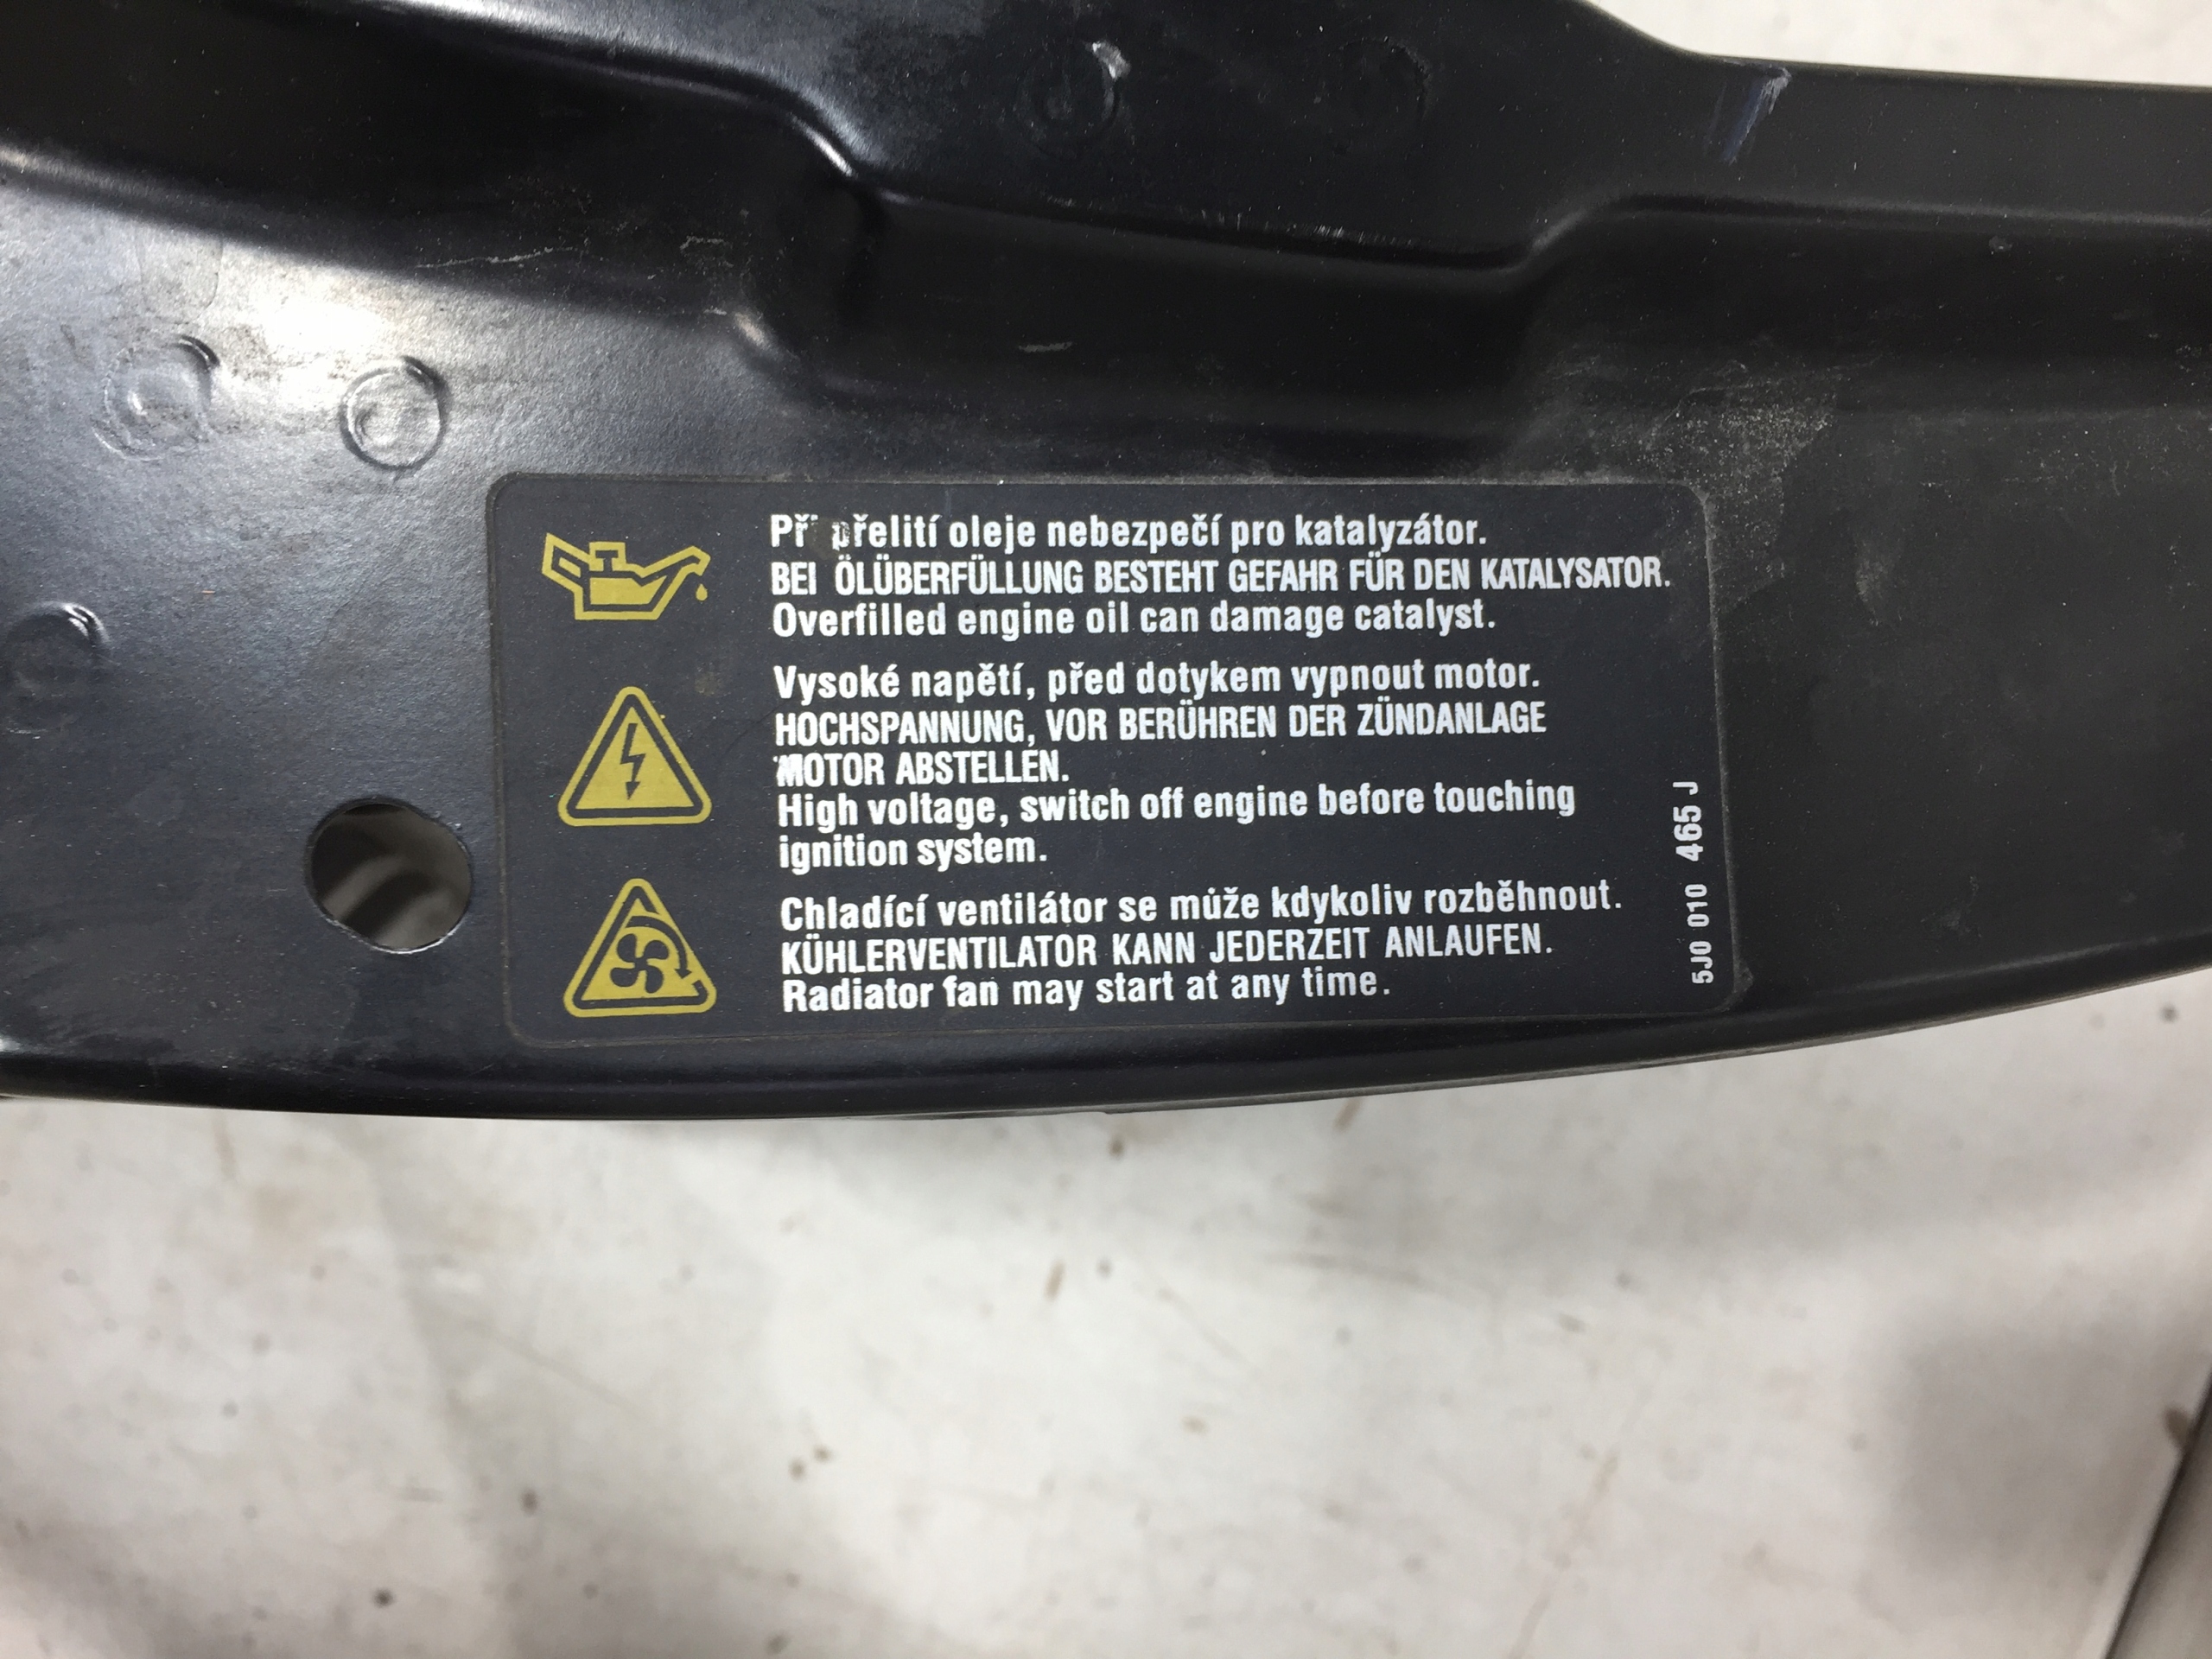 Při přelití oleje nebezpečí pro katalyzátor.
BEI ÖLÜBERFÜLLUNG BESTEHT GEFAHR FÜR DEN KATALYSATOR.
Overfilled engine oil can damage catalyst.
Vysoké napětí, před dotykem vypnout motor.
HOCHSPANNUNG, VOR BERÜHREN DER ZÜNDANLAGE
MOTOR ABSTELLEN.
High voltage, switch off engine before touching
ignition system.
Chladící ventilátor se může kdykoliv rozběhnout.
KÜHLERVENTILATOR KANN JEDERZEIT ANLAUFEN.
Radiator fan may start at any time.
5J0 010 465 J